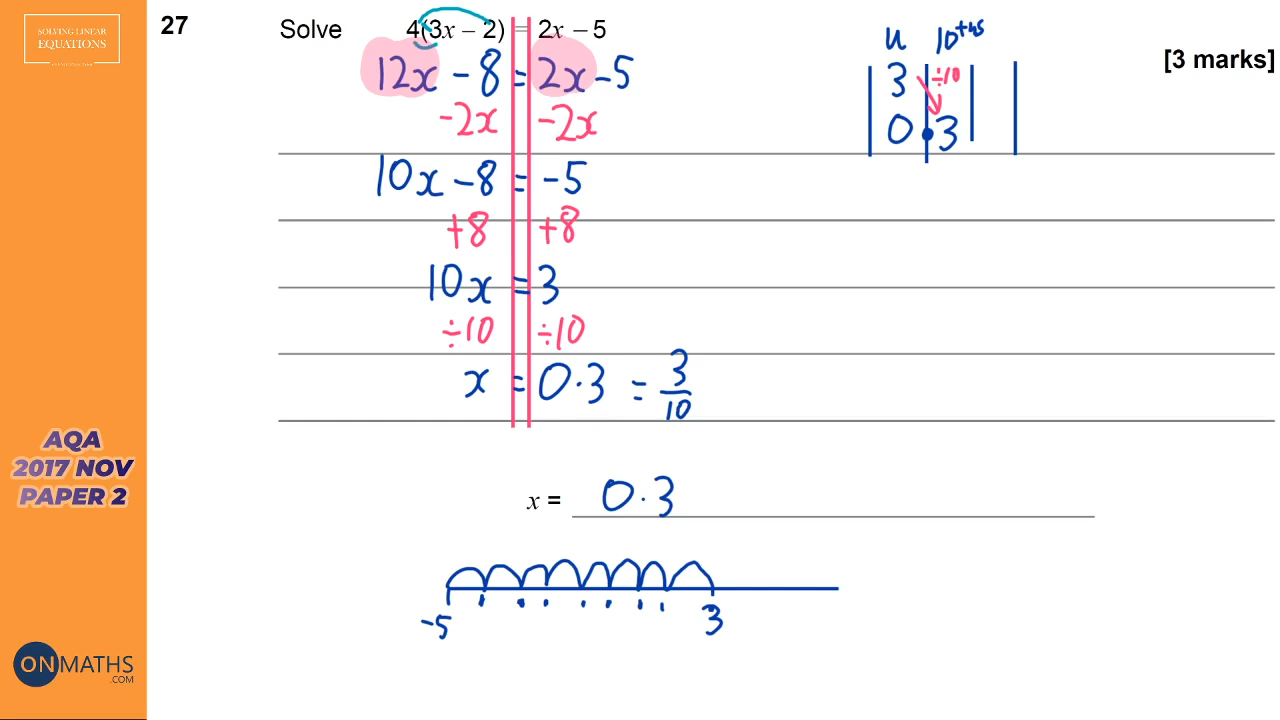 SOLVING LINEAR
EQUATIONS
27
Solve 4(3x – 2) = 2x – 5
[3 marks]
12x - 8 = 2x - 5
-2x -2x
10x - 8 = -5
+8 +8
10x = 3
÷10 ÷10
x = 0.3 = 3/10
x = 0.3
-5 3
u 10ths
3 ÷10
0.3
AQA
2017 NOV
PAPER 2
ONMATHS
.COM